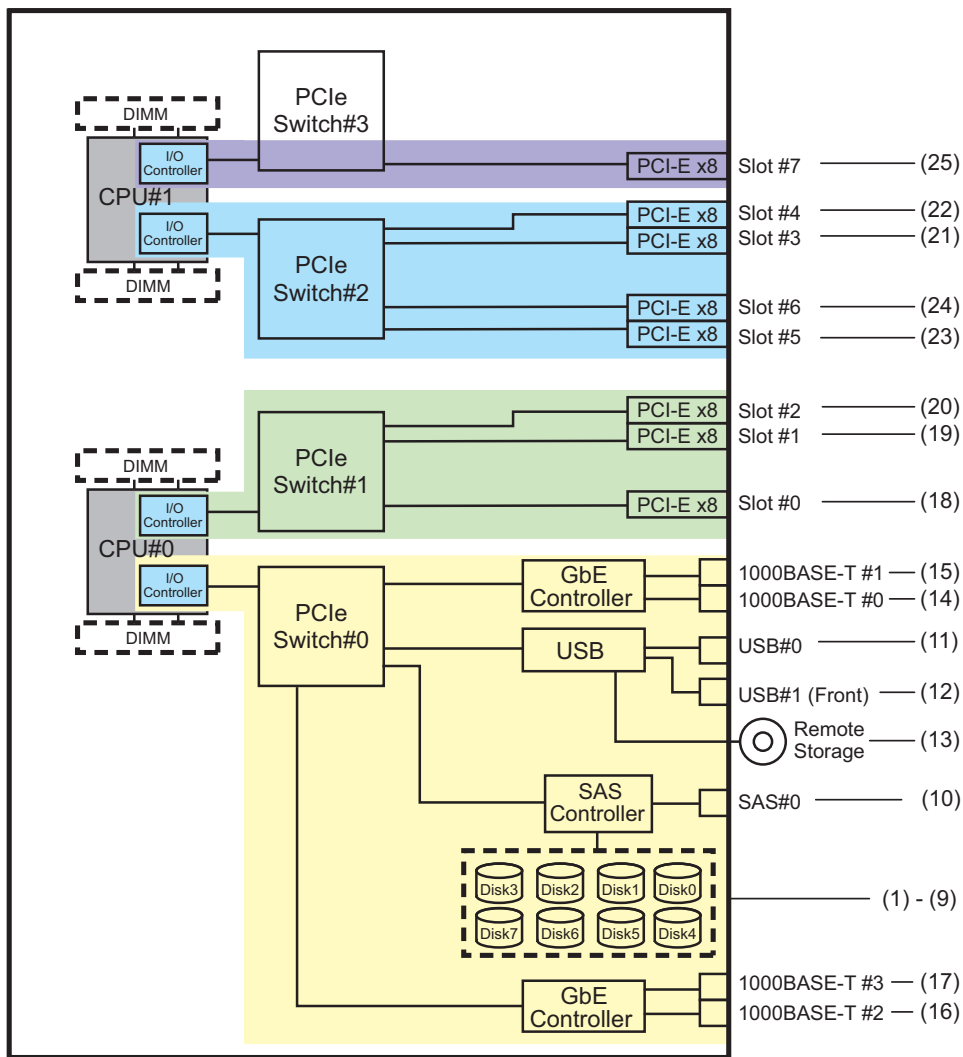 DIMM
PCIe
Switch#3
I/O
Controller
PCI-E x8
Slot #7
(25)
CPU#1
I/O
Controller
PCIe
Switch#2
PCI-E x8
Slot #4
(22)
PCI-E x8
Slot #3
(21)
DIMM
PCI-E x8
Slot #6
(24)
PCI-E x8
Slot #5
(23)
DIMM
PCIe
Switch#1
PCI-E x8
Slot #2
(20)
PCI-E x8
Slot #1
(19)
I/O
Controller
PCI-E x8
Slot #0
(18)
CPU#0
I/O
Controller
PCIe
Switch#0
GbE
Controller
1000BASE-T #1
(15)
1000BASE-T #0
(14)
DIMM
USB
USB#0
(11)
USB#1 (Front)
(12)
Remote
Storage
(13)
SAS
Controller
SAS#0
(10)
Disk3
Disk2
Disk1
Disk0
Disk7
Disk6
Disk5
Disk4
(1) - (9)
GbE
Controller
1000BASE-T #3
(17)
1000BASE-T #2
(16)